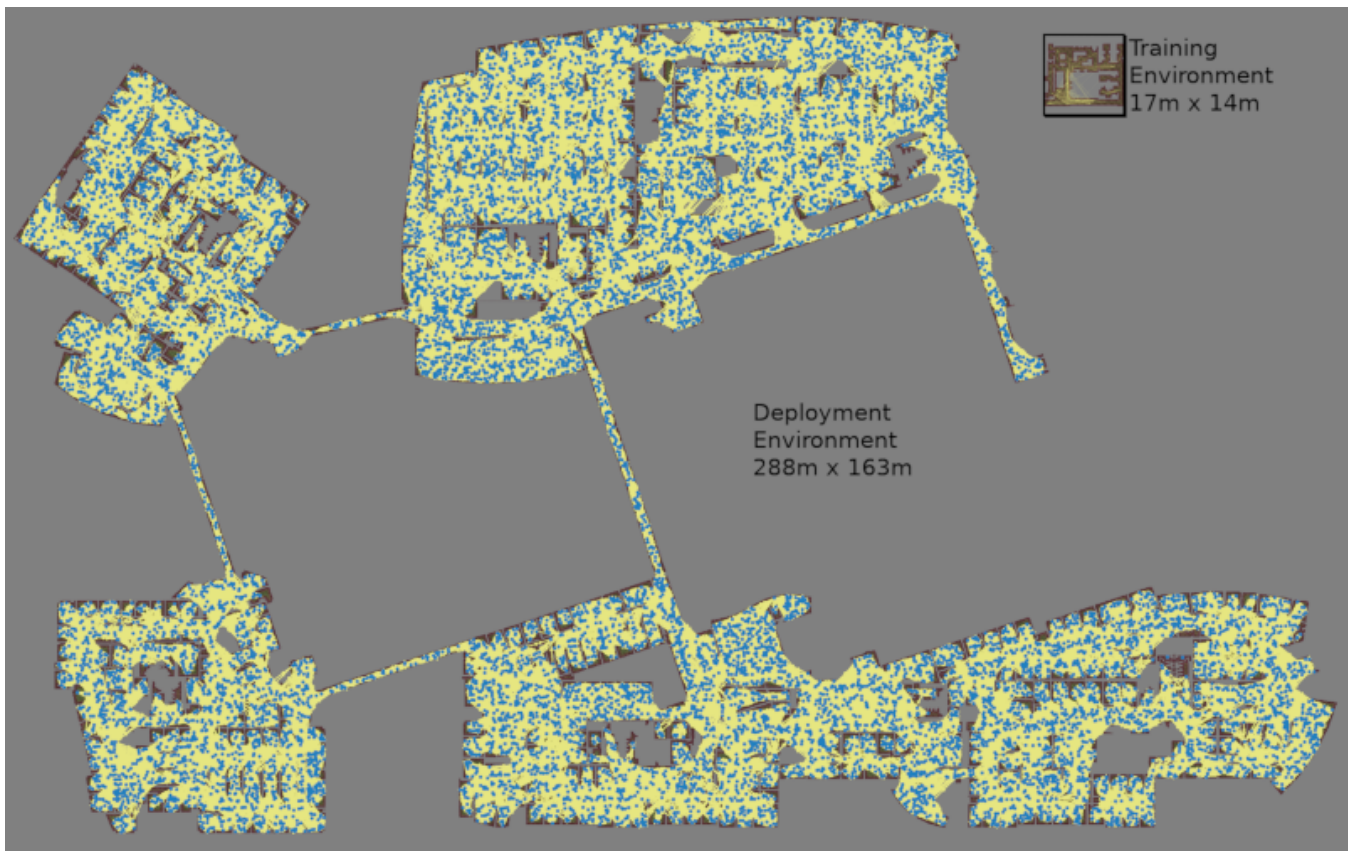 Training
Environment
17m x 14m
Deployment
Environment
288m x 163m